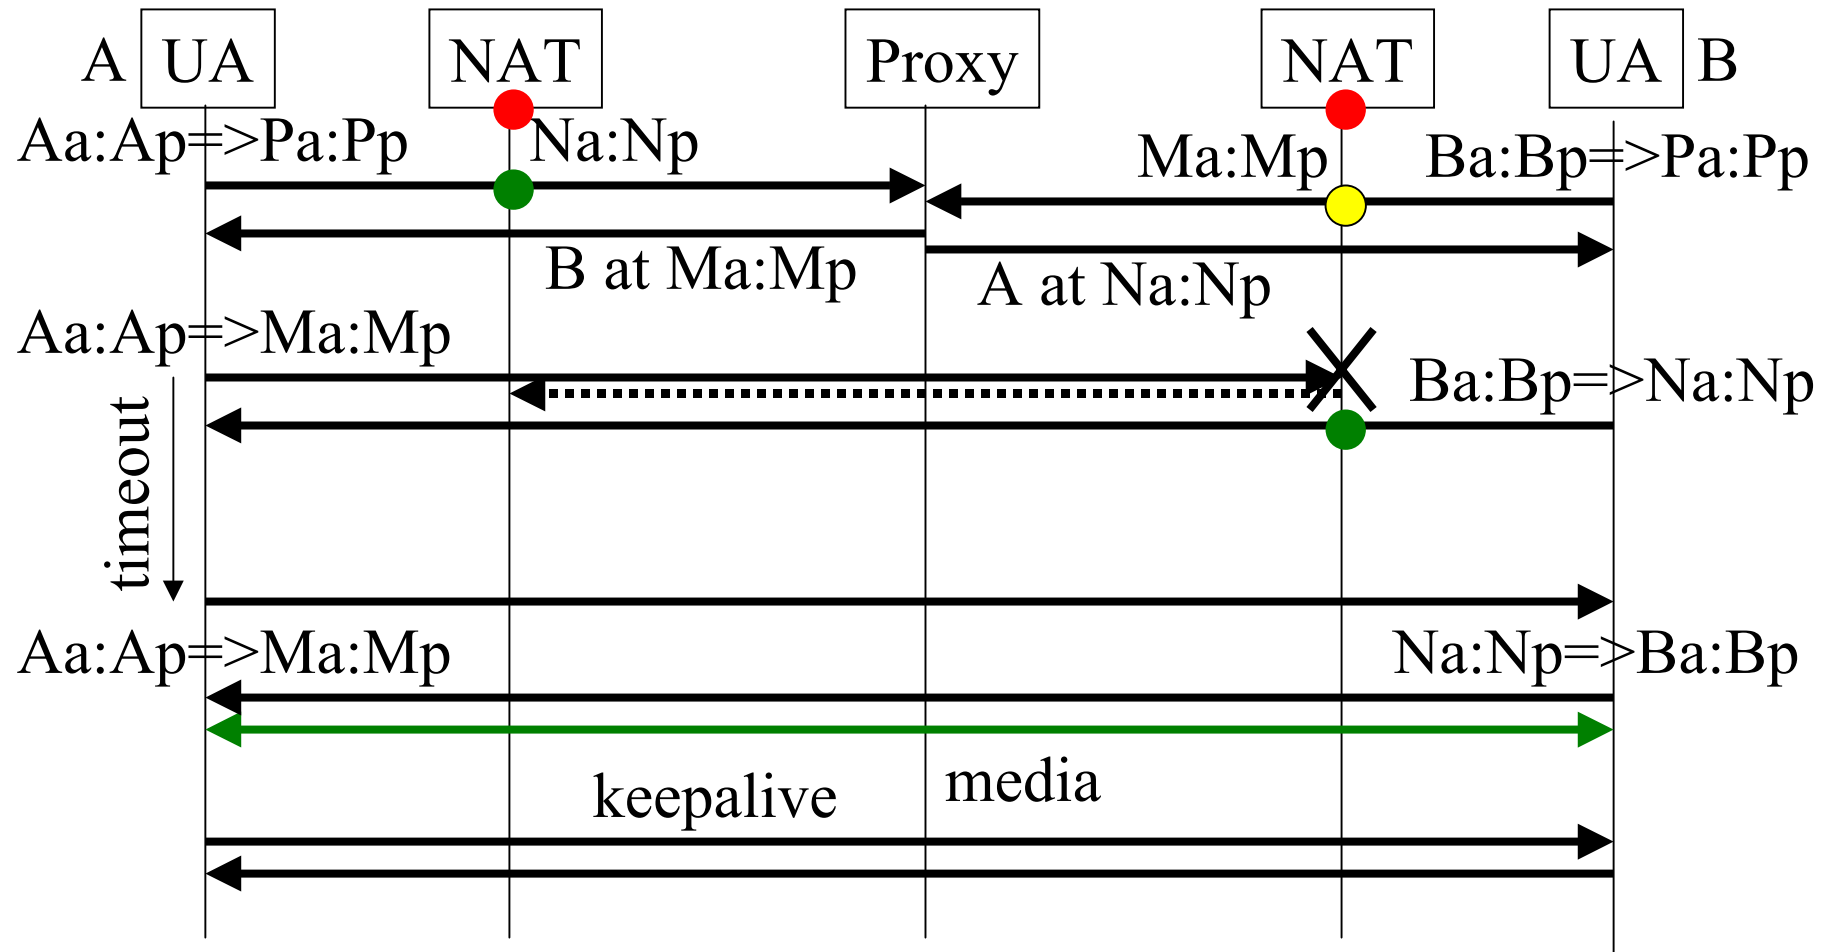 A UA NAT Proxy NAT UA B
Aa:Ap=>Pa:Pp Na:Np Ma:Mp Ba:Bp=>Pa:Pp
B at Ma:Mp A at Na:Np
Aa:Ap=>Ma:Mp
Ba:Bp=>Na:Np
timeout
Aa:Ap=>Ma:Mp Na:Np=>Ba:Bp
keepalive media